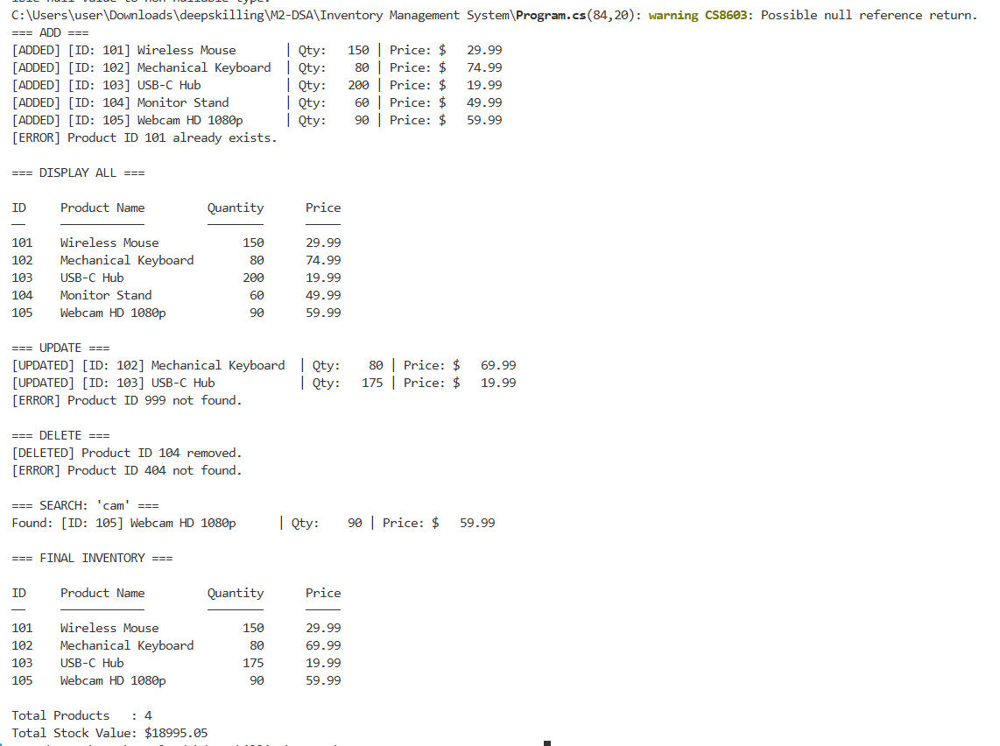 C:\Users\user\Downloads\deepskilling\M2-DSA\Inventory Management System\Program.cs(84,20): warning CS8603: Possible null reference return.
=== ADD ===
[ADDED] [ID: 101] Wireless Mouse       | Qty:   150 | Price: $   29.99
[ADDED] [ID: 102] Mechanical Keyboard  | Qty:    80 | Price: $   74.99
[ADDED] [ID: 103] USB-C Hub            | Qty:   200 | Price: $   19.99
[ADDED] [ID: 104] Monitor Stand        | Qty:    60 | Price: $   49.99
[ADDED] [ID: 105] Webcam HD 1080p      | Qty:    90 | Price: $   59.99
[ERROR] Product ID 101 already exists.

=== DISPLAY ALL ===

ID     Product Name         Quantity      Price
──     ────────────         ────────      ─────
101    Wireless Mouse            150      29.99
102    Mechanical Keyboard        80      74.99
103    USB-C Hub                 200      19.99
104    Monitor Stand              60      49.99
105    Webcam HD 1080p            90      59.99

=== UPDATE ===
[UPDATED] [ID: 102] Mechanical Keyboard  | Qty:    80 | Price: $   69.99
[UPDATED] [ID: 103] USB-C Hub            | Qty:   175 | Price: $   19.99
[ERROR] Product ID 999 not found.

=== DELETE ===
[DELETED] Product ID 104 removed.
[ERROR] Product ID 404 not found.

=== SEARCH: 'cam' ===
Found: [ID: 105] Webcam HD 1080p      | Qty:    90 | Price: $   59.99

=== FINAL INVENTORY ===

ID     Product Name         Quantity      Price
──     ────────────         ────────      ─────
101    Wireless Mouse            150      29.99
102    Mechanical Keyboard        80      69.99
103    USB-C Hub                 175      19.99
105    Webcam HD 1080p            90      59.99

Total Products   : 4
Total Stock Value: $18995.05